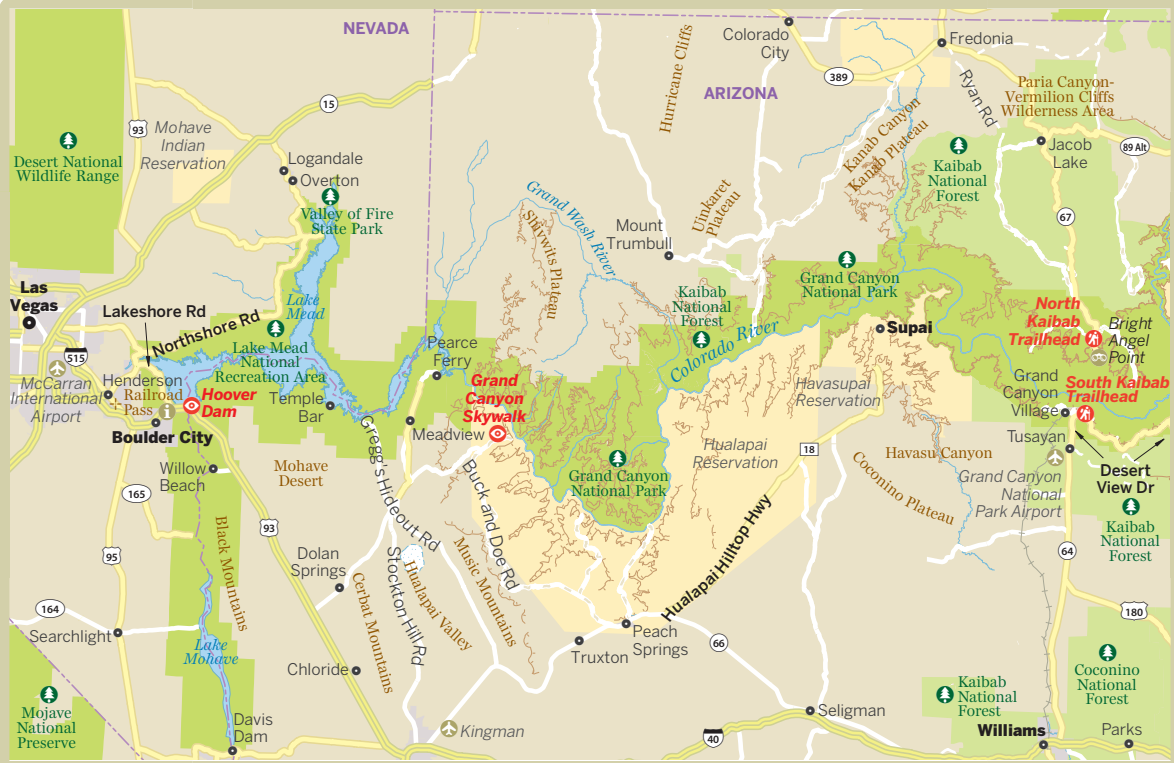 NEVADA
Colorado
City
Fredonia
389
Hurricane Cliffs
ARIZONA
Ryan Rd
Paria Canyon-
Vermilion Cliffs
Wilderness Area
15
93
Mohave
Indian
Reservation
Desert National
Wildlife Range
Logandale
Overton
Valley of Fire
State Park
Grand Wash River
Shivwits Plateau
Uinkaret
Plateau
Kanab Canyon
Kanab Plateau
Kaibab
National
Forest
Jacob
Lake
89 Alt
67
Mount
Trumbull
Grand Canyon
National Park
Las
Vegas
Lakeshore Rd
Northshore Rd
Lake
Mead
Kaibab
National
Forest
Colorado River
Supai
North
Kaibab
Trailhead
Bright
Angel
Point
515
McCarran
International
Airport
Henderson
Railroad
Pass
Boulder City
Hoover
Dam
Lake Mead
National
Recreation Area
Temple
Bar
Pearce
Ferry
Grand
Canyon
Skywalk
Meadview
Havasupai
Reservation
Grand
Canyon
Village
South Kaibab
Trailhead
Tusayan
Desert
View Dr
Willow
Beach
Mohave
Desert
Gregg's Hideout Rd
Buck and Doe Rd
Grand Canyon
National Park
Hualapai
Reservation
18
Havasu Canyon
Coconino Plateau
Grand Canyon
National
Park Airport
Kaibab
National
Forest
165
95
93
Black Mountains
Dolan
Springs
Cerbat Mountains
Stockton Hill Rd
Hualapai Valley
Music Mountains
Hualapai Hilltop Hwy
64
180
164
Searchlight
Lake
Mohave
Chloride
Truxton
Peach
Springs
66
Mojave
National
Preserve
Davis
Dam
Kingman
Seligman
40
Kaibab
National
Forest
Williams
Coconino
National
Forest
Parks